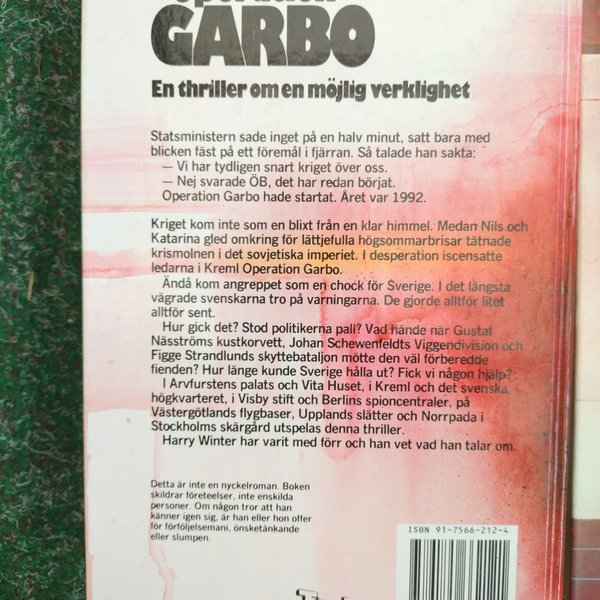 Operation
GARBO
En thriller om en möjlig verklighet
Statsministern sade inget på en halv minut, satt bara med
blicken fäst på ett föremål i fjärran. Så talade han sakta:
— Vi har tydligen snart kriget över oss.
— Nej svarade ÖB, det har redan börjat.
Operation Garbo hade startat. Året var 1992.
Kriget kom inte som en blixt från en klar himmel. Medan Nils och
Katarina gled omkring för lättjefulla högsommarbrisar tätnade
krismolnen i det sovjetiska imperiet. I desperation iscensatte
ledarna i Kreml Operation Garbo.
Ändå kom angreppet som en chock för Sverige. I det längsta
vägrade svenskarna tro på varningarna. De gjorde alltför litet
alltför sent.
Hur gick det? Stod politikerna pall? Vad hände när Gustaf
Näsströms kustkorvett, Johan Schewenfeldts Viggendivision och
Figge Strandlunds skyttebataljon mötte den väl förberedde
fienden? Hur länge kunde Sverige hålla ut? Fick vi någon hjälp?
I Arvfurstens palats och Vita Huset, i Kreml och det svenska
högkvarteret, i Visby stift och Berlins spioncentraler, på
Västergötlands flygbaser, Upplands slätter och Norrpada i
Stockholms skärgård utspelas denna thriller.
Harry Winter har varit med förr och han vet vad han talar om.
Detta är inte en nyckelroman. Boken
skildrar företeelser, inte enskilda
personer. Om någon tror att han
känner igen sig, är han eller hon offer
för förföljelsemani, önsketänkande
eller slumpen.
ISBN 91-7566-212-4